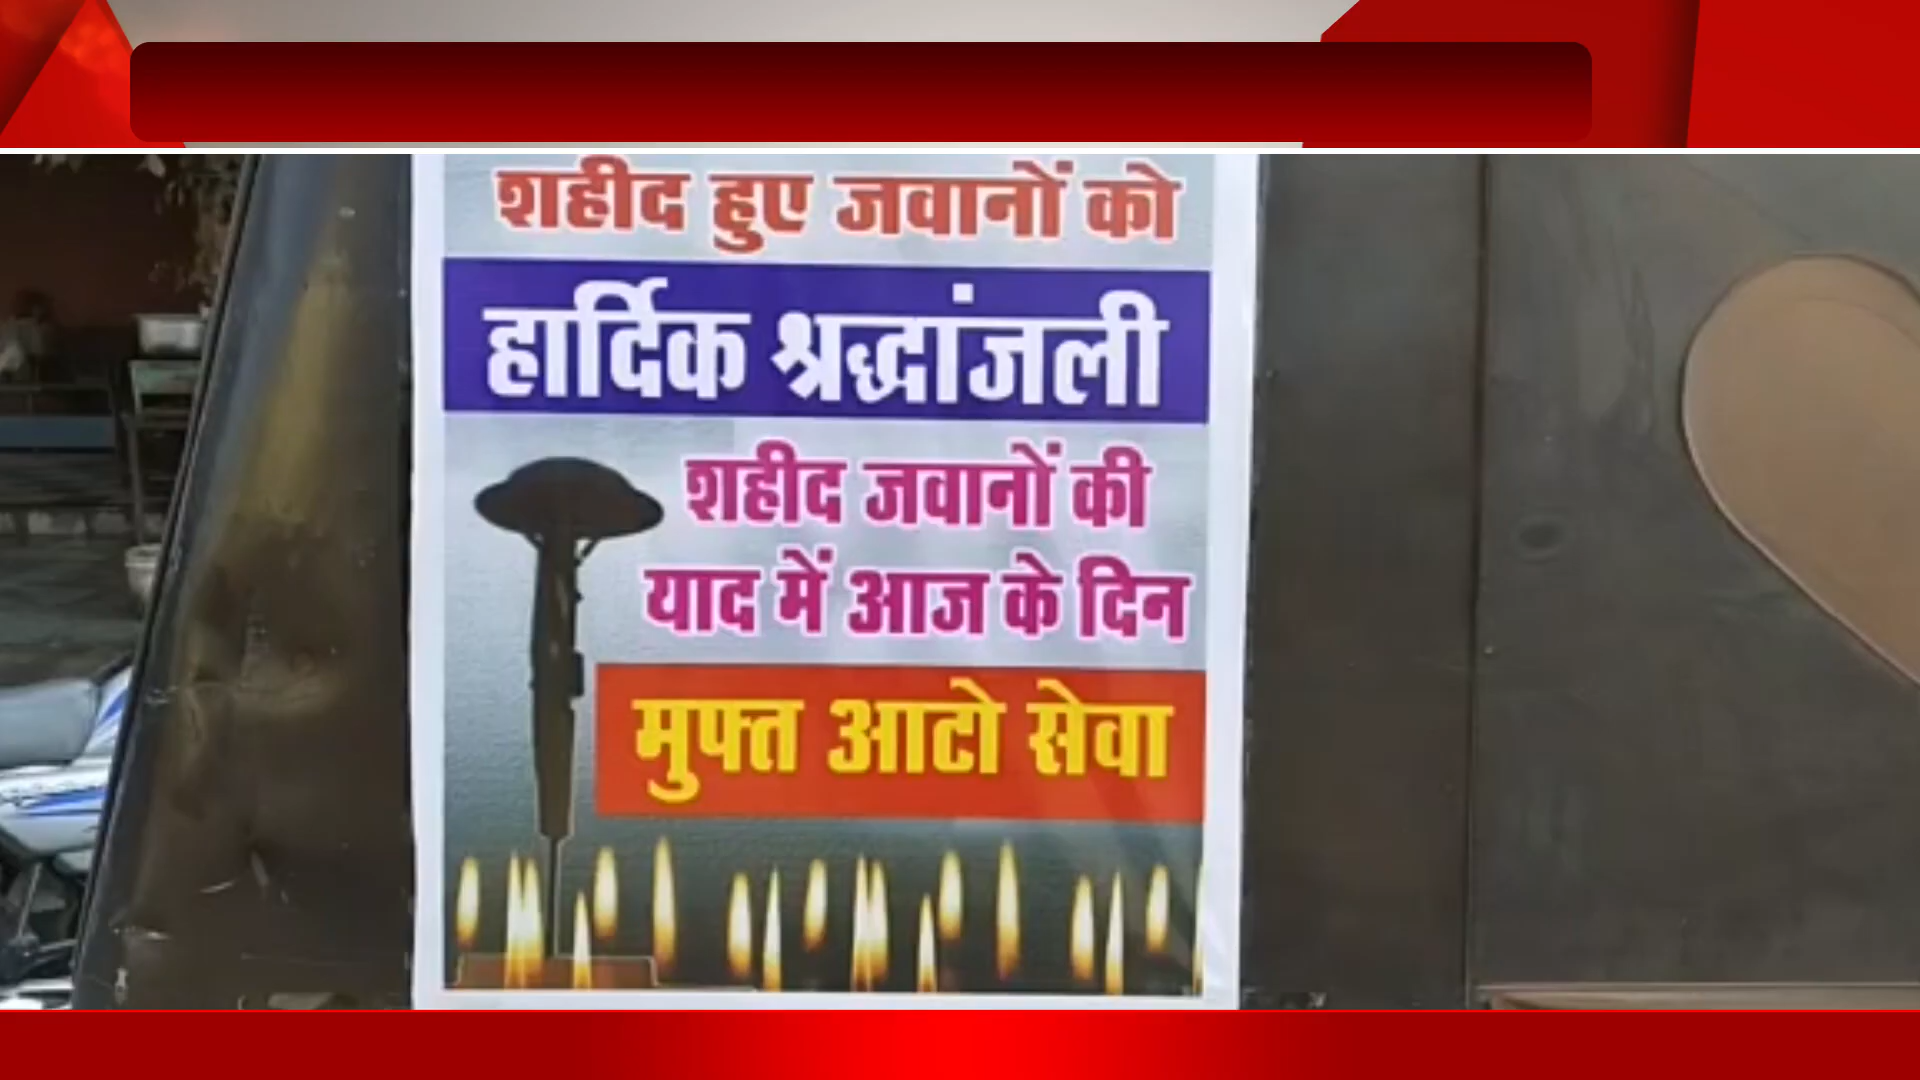 शहीद हुए जवानों को
हार्दिक श्रद्धांजली
शहीद जवानों की
याद में आज के दिन
मुफ्त आटो सेवा